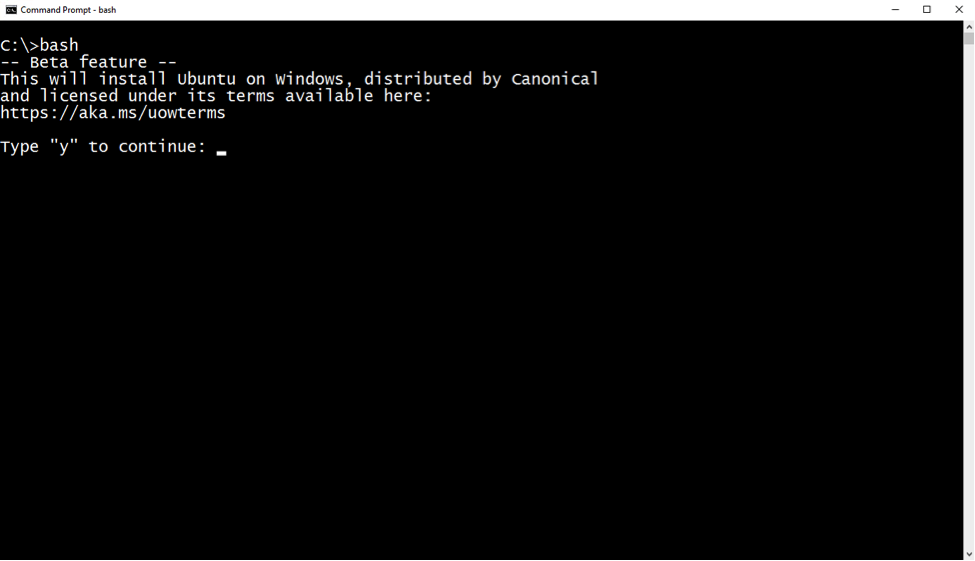 Command Prompt - bash
C:\>bash
-- Beta feature --
This will install Ubuntu on Windows, distributed by Canonical
and licensed under its terms available here:
https://aka.ms/uowterms
Type "y" to continue: _